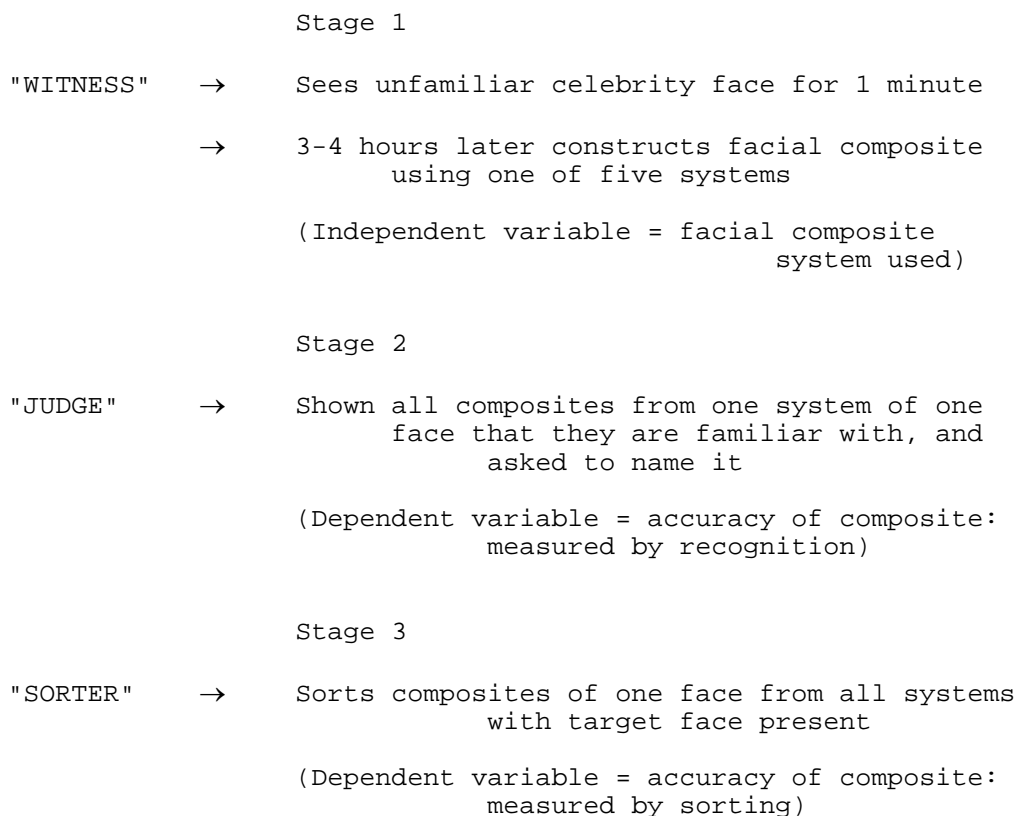 Stage 1
"WITNESS" → Sees unfamiliar celebrity face for 1 minute
→ 3-4 hours later constructs facial composite
using one of five systems
(Independent variable = facial composite
system used)
Stage 2
"JUDGE" → Shown all composites from one system of one
face that they are familiar with, and
asked to name it
(Dependent variable = accuracy of composite:
measured by recognition)
Stage 3
"SORTER" → Sorts composites of one face from all systems
with target face present
(Dependent variable = accuracy of composite:
measured by sorting)